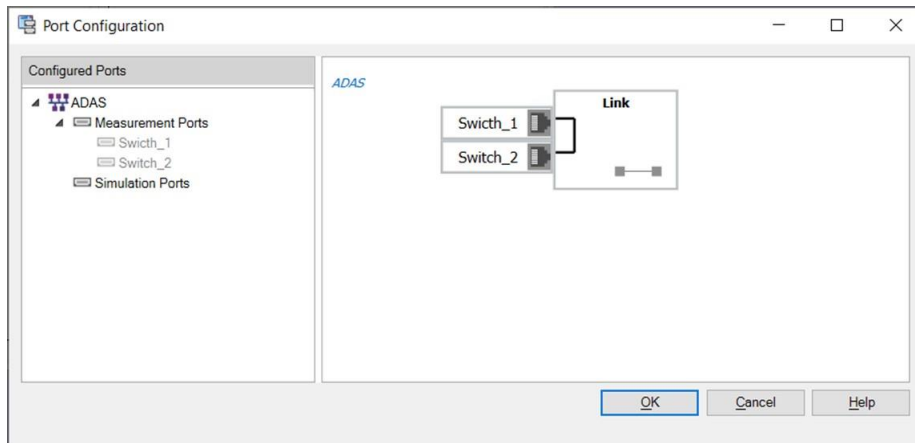 Port Configuration
Configured Ports
ADAS
Measurement Ports
Swicth_1
Switch_2
Simulation Ports
ADAS
Link
Swicth_1
Switch_2
OK
Cancel
Help